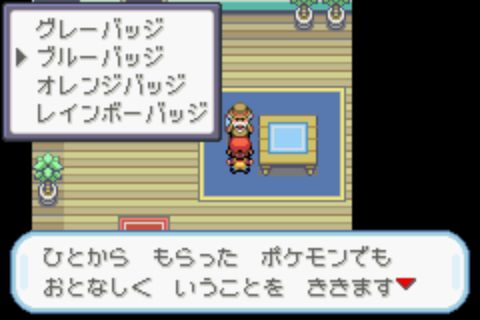 グレーバッジ
ブルーバッジ
オレンジバッジ
レインボーバッジ
ひとから　もらった　ポケモンでも
おとなしく　いうことを　ききます